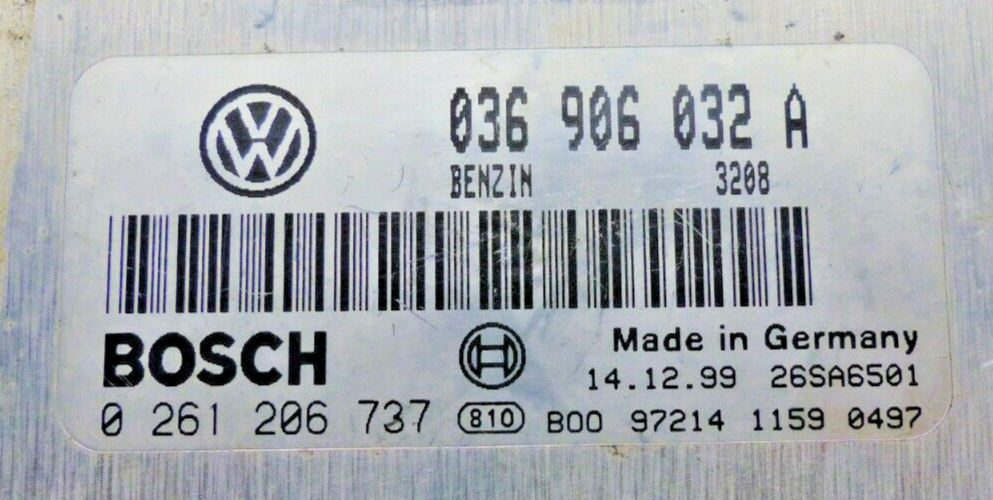 036 906 032 A
BENZIN 3208
BOSCH
Made in Germany
14.12.99 26SA6501
0 261 206 737 810 B00 97214 1159 0497